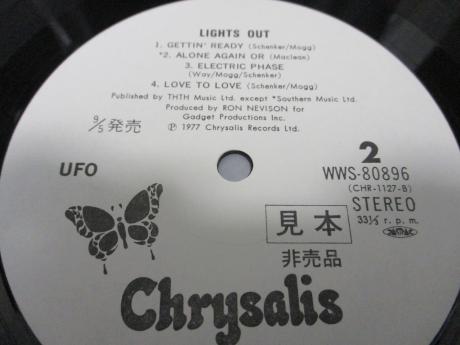 LIGHTS OUT
1. GETTIN' READY (Schenker/Mogg)
*2. ALONE AGAIN OR (Maclean)
3. ELECTRIC PHASE
(Way/Mogg/Schenker)
4. LOVE TO LOVE (Schenker/Mogg)
Published by THTH Music Ltd. except *Southern Music Ltd.
Produced by RON NEVISON for
Gadget Productions Inc.
9/5 発売
℗ 1977 Chrysalis Records Ltd.
UFO
2
WWS-80896
(CHR-1127-B)
STEREO
33⅓ r. p. m.
見本
非売品
Chrysalis